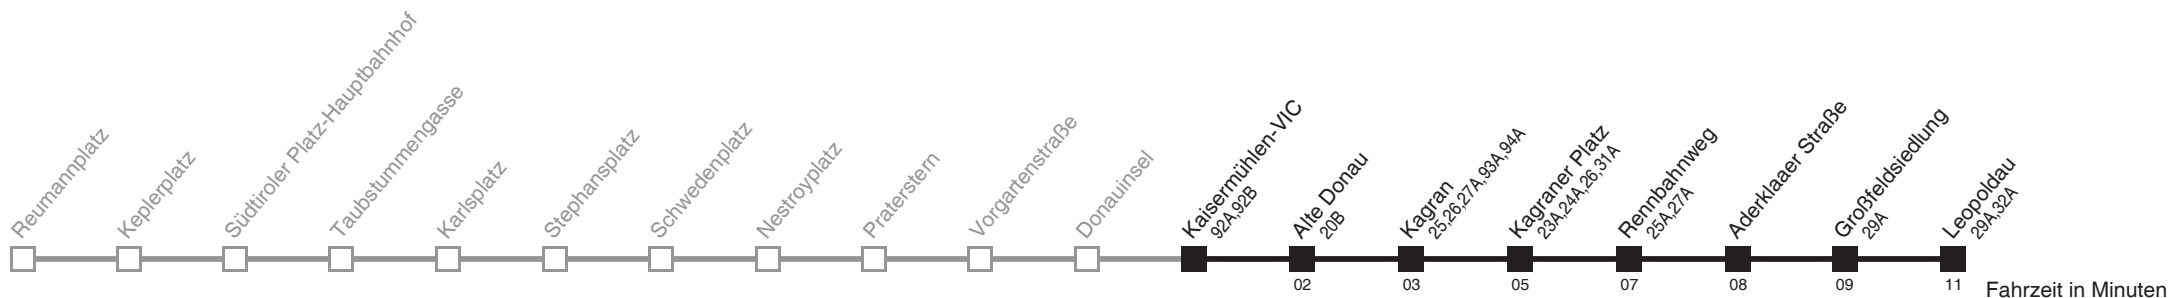 Reumannplatz
Keplerplatz
Südtiroler Platz-Hauptbahnhof
Taubstummengasse
Karlsplatz
Stephansplatz
Schwedenplatz
Nestroyplatz
Praterstern
Vorgartenstraße
Donauinsel
Kaisermühlen-VIC
92A,92B
Alte Donau
20B
Kagran
25,26,27A,93A,94A
Kagraner Platz
23A,24A,26,31A
Rennbahnweg
25A,27A
Aderklaaer Straße
Großfeldsiedlung
29A
Leopoldau
29A,32A
02 03 05 07 08 09 11 Fahrzeit in Minuten